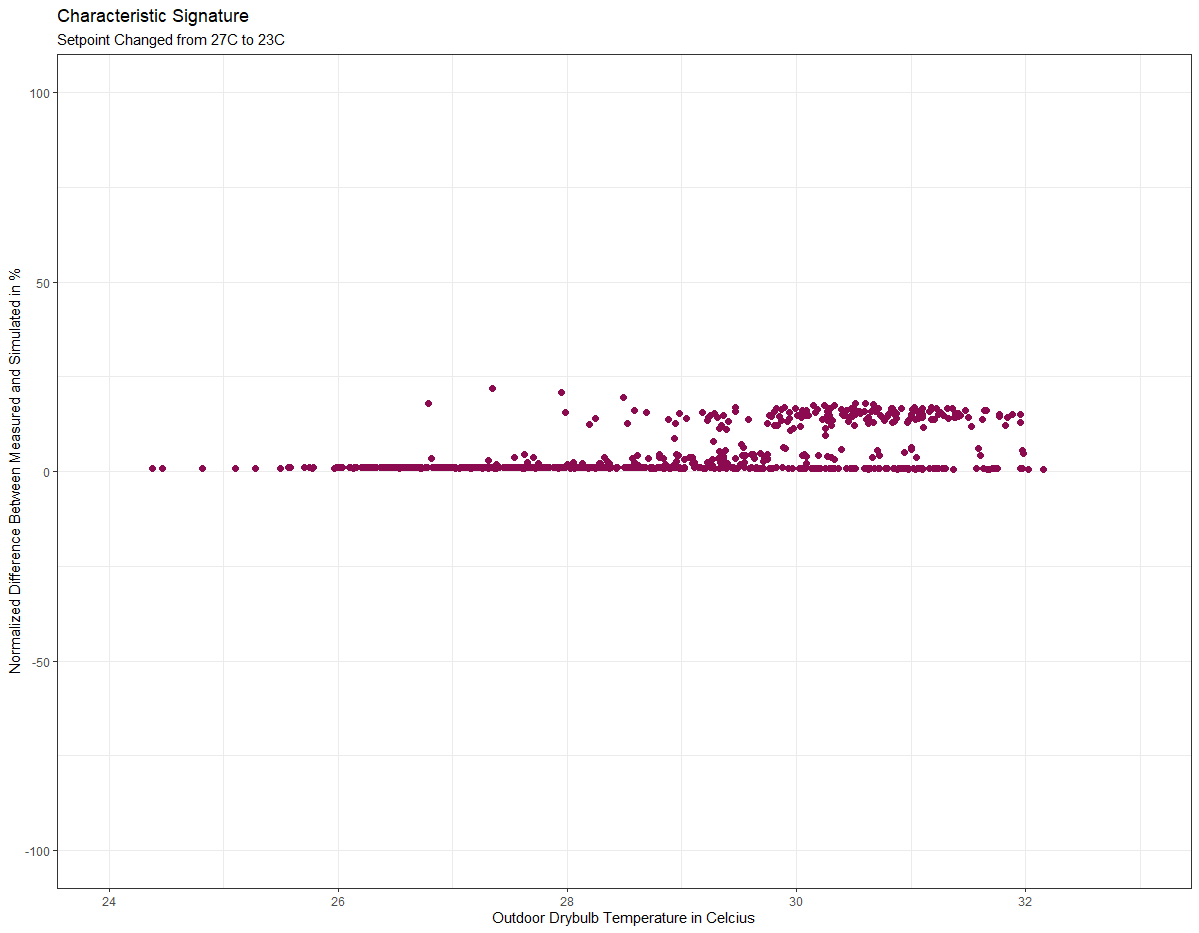 Characteristic Signature
Setpoint Changed from 27C to 23C
Normalized Difference Between Measured and Simulated in %
100
50
0
-50
-100
24
26
28
30
32
Outdoor Drybulb Temperature in Celcius